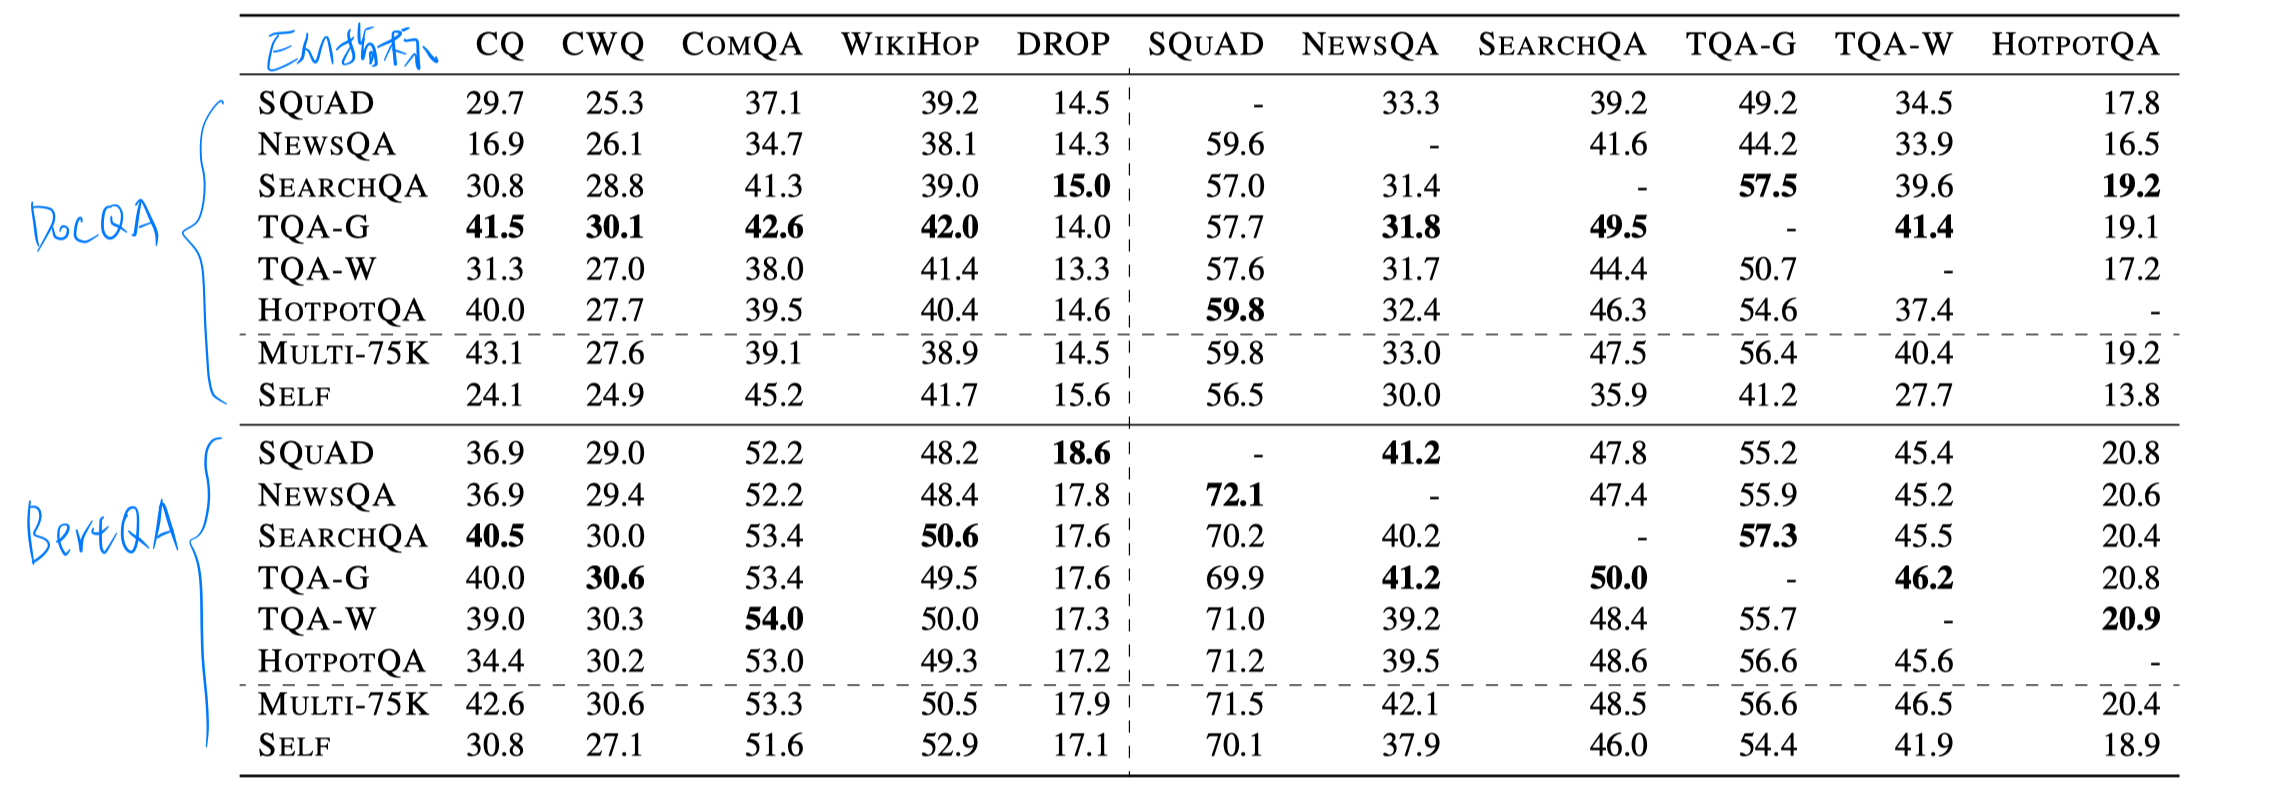 EM指标 CQ CWQ COMQA WIKIHOP DROP SQUAD NEWSQA SEARCHQA TQA-G TQA-W HOTPOTQA
SQUAD 29.7 25.3 37.1 39.2 14.5 - 33.3 39.2 49.2 34.5 17.8
NEWSQA 16.9 26.1 34.7 38.1 14.3 59.6 - 41.6 44.2 33.9 16.5
SEARCHQA 30.8 28.8 41.3 39.0 15.0 57.0 31.4 - 57.5 39.6 19.2
DocQA
TQA-G 41.5 30.1 42.6 42.0 14.0 57.7 31.8 49.5 - 41.4 19.1
TQA-W 31.3 27.0 38.0 41.4 13.3 57.6 31.7 44.4 50.7 - 17.2
HOTPOTQA 40.0 27.7 39.5 40.4 14.6 59.8 32.4 46.3 54.6 37.4 -
MULTI-75K 43.1 27.6 39.1 38.9 14.5 59.8 33.0 47.5 56.4 40.4 19.2
SELF 24.1 24.9 45.2 41.7 15.6 56.5 30.0 35.9 41.2 27.7 13.8
SQUAD 36.9 29.0 52.2 48.2 18.6 - 41.2 47.8 55.2 45.4 20.8
NEWSQA 36.9 29.4 52.2 48.4 17.8 72.1 - 47.4 55.9 45.2 20.6
BertQA
SEARCHQA 40.5 30.0 53.4 50.6 17.6 70.2 40.2 - 57.3 45.5 20.4
TQA-G 40.0 30.6 53.4 49.5 17.6 69.9 41.2 50.0 - 46.2 20.8
TQA-W 39.0 30.3 54.0 50.0 17.3 71.0 39.2 48.4 55.7 - 20.9
HOTPOTQA 34.4 30.2 53.0 49.3 17.2 71.2 39.5 48.6 56.6 45.6 -
MULTI-75K 42.6 30.6 53.3 50.5 17.9 71.5 42.1 48.5 56.6 46.5 20.4
SELF 30.8 27.1 51.6 52.9 17.1 70.1 37.9 46.0 54.4 41.9 18.9